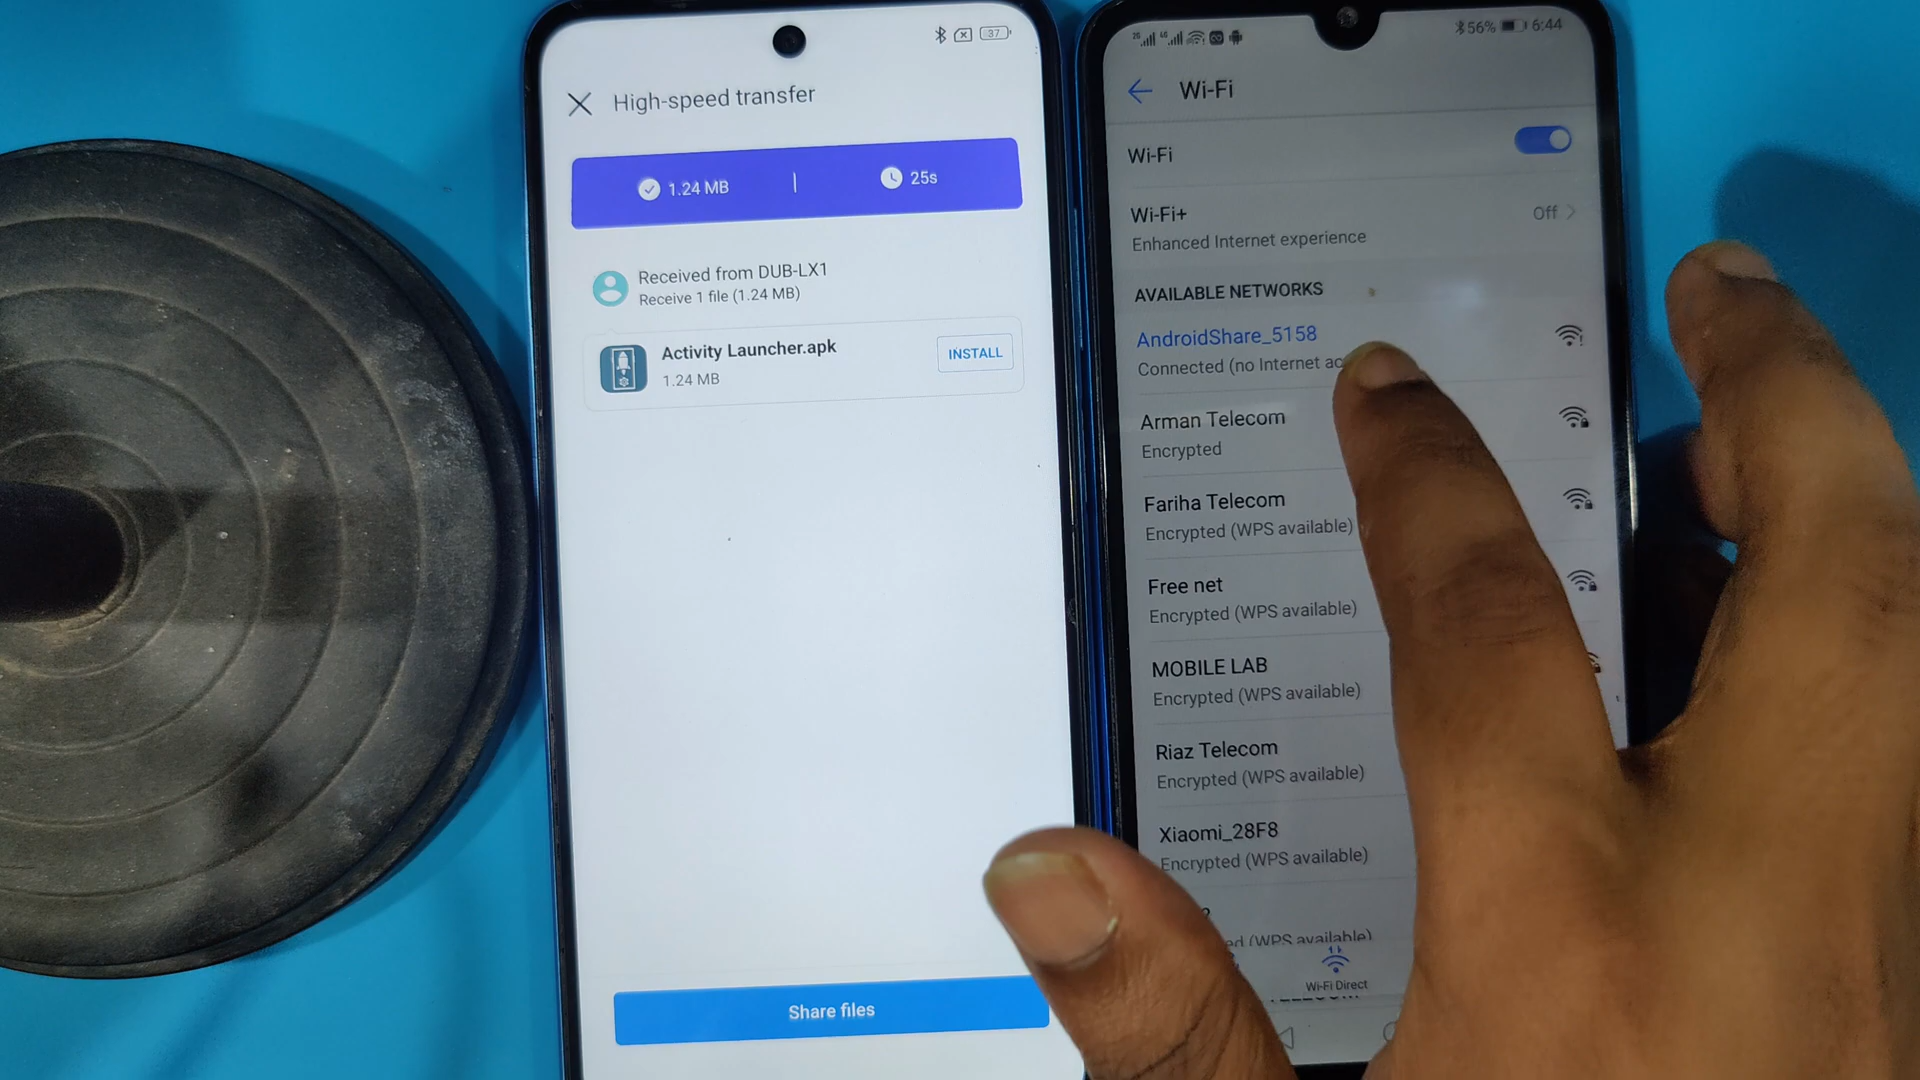 37
High-speed transfer
1.24 MB
25s
Received from DUB-LX1
Receive 1 file (1.24 MB)
Activity Launcher.apk
1.24 MB
INSTALL
Share files
56%
6:44
Wi-Fi
Wi-Fi
Wi-Fi+
Off
Enhanced Internet experience
AVAILABLE NETWORKS
AndroidShare_5158
Connected (no Internet
Arman Telecom
Encrypted
Fariha Telecom
Encrypted (WPS available)
Free net
Encrypted (WPS available)
MOBILE LAB
Encrypted (WPS available)
Riaz Telecom
Encrypted (WPS available)
Xiaomi_28F8
Encrypted (WPS available)
(WPS available)
Wi-Fi Direct